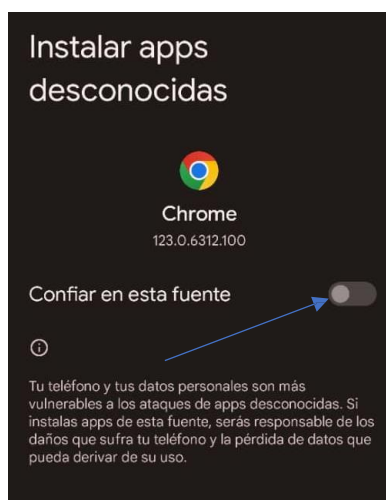 Instalar apps
desconocidas
Chrome
123.0.6312.100
Confiar en esta fuente
Tu teléfono y tus datos personales son más
vulnerables a los ataques de apps desconocidas. Si
instalas apps de esta fuente, serás responsable de los
daños que sufra tu teléfono y la pérdida de datos que
pueda derivar de su uso.